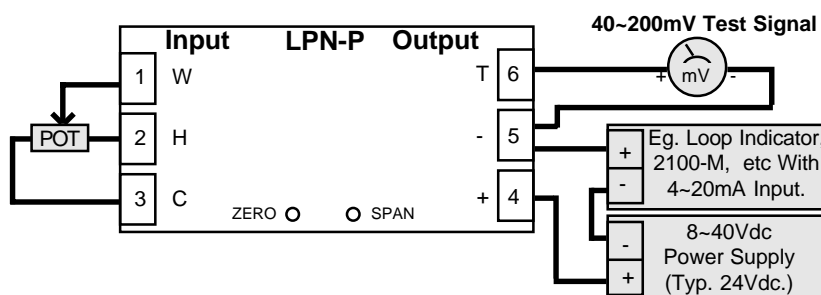 40~200mV Test Signal
Input LPN-P Output
1 W
T 6
+ mV -
POT
2 H
- 5
3 C
+ 4
ZERO SPAN
+ Eg. Loop Indicator,
- 2100-M, etc With
4~20mA Input.
- 8~40Vdc
Power Supply
+ (Typ. 24Vdc.)